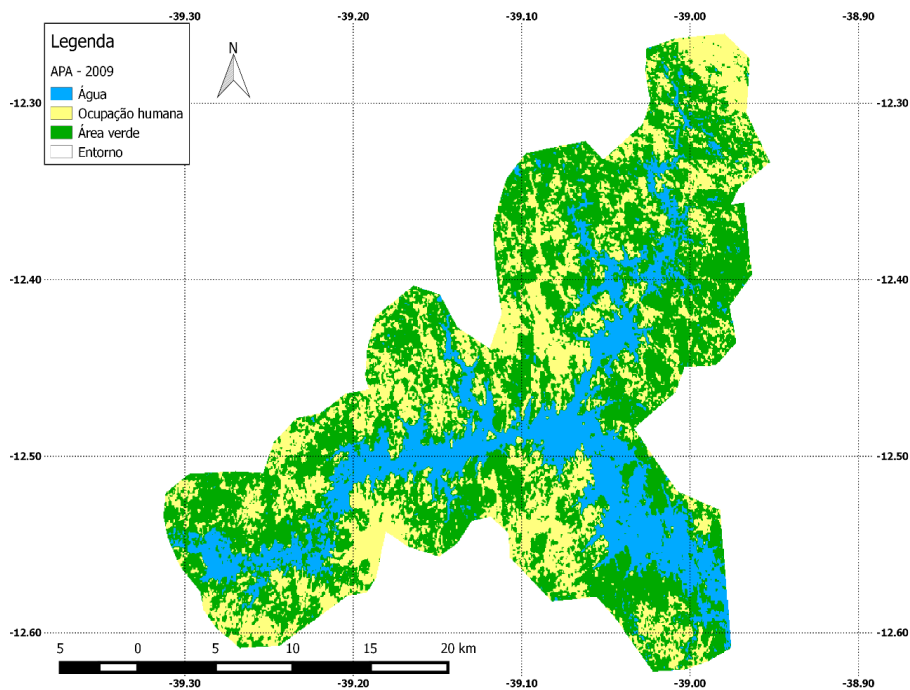 -39.30 -39.20 -39.10 -39.00 -38.90
Legenda
APA - 2009
Água
Ocupação humana
Área verde
Entorno
N
-12.30 -12.30
-12.40 -12.40
-12.50 -12.50
-12.60 -12.60
5 0 5 10 15 20 km
-39.30 -39.20 -39.10 -39.00 -38.90